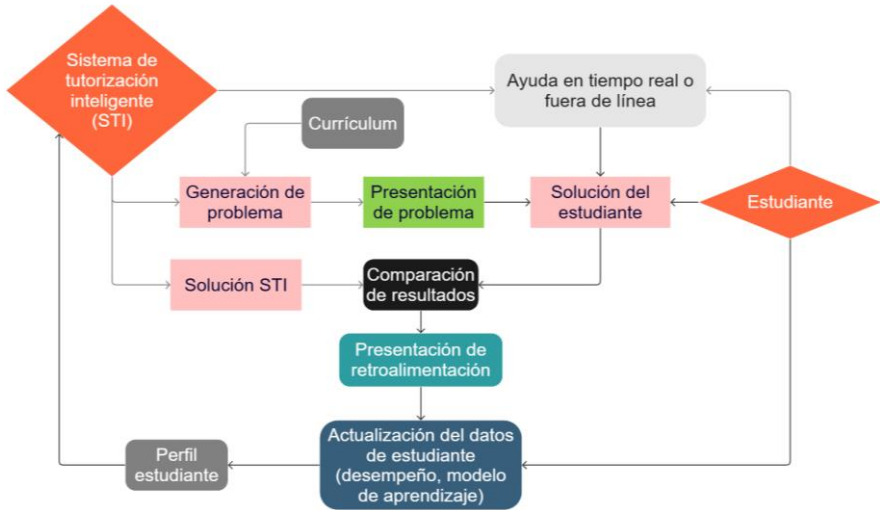 Sistema de
tutorización
inteligente
(STI)
Ayuda en tiempo real o
fuera de línea
Currículum
Generación de
problema
Presentación
de problema
Solución del
estudiante
Estudiante
Solución STI
Comparación
de resultados
Presentación de
retroalimentación
Actualización del datos
de estudiante
(desempeño, modelo
de aprendizaje)
Perfil
estudiante